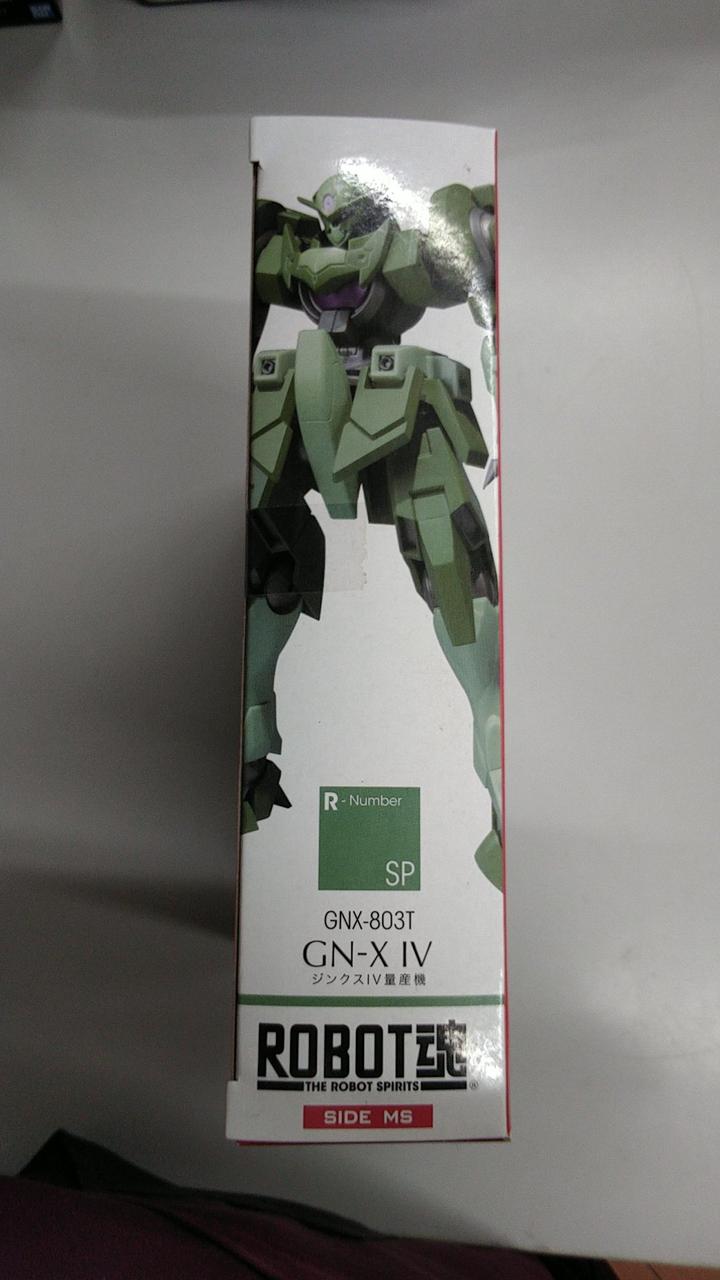 R - Number
SP
GNX-803T
GN-X IV
ジンクスIV量産機
ROBOT魂
THE ROBOT SPIRITS
®
SIDE MS